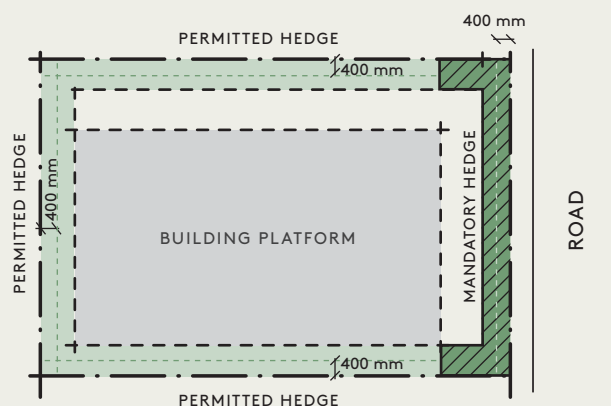 400 mm
PERMITTED HEDGE
400 mm
PERMITTED HEDGE
400 mm
BUILDING PLATFORM
MANDATORY HEDGE
ROAD
400 mm
PERMITTED HEDGE